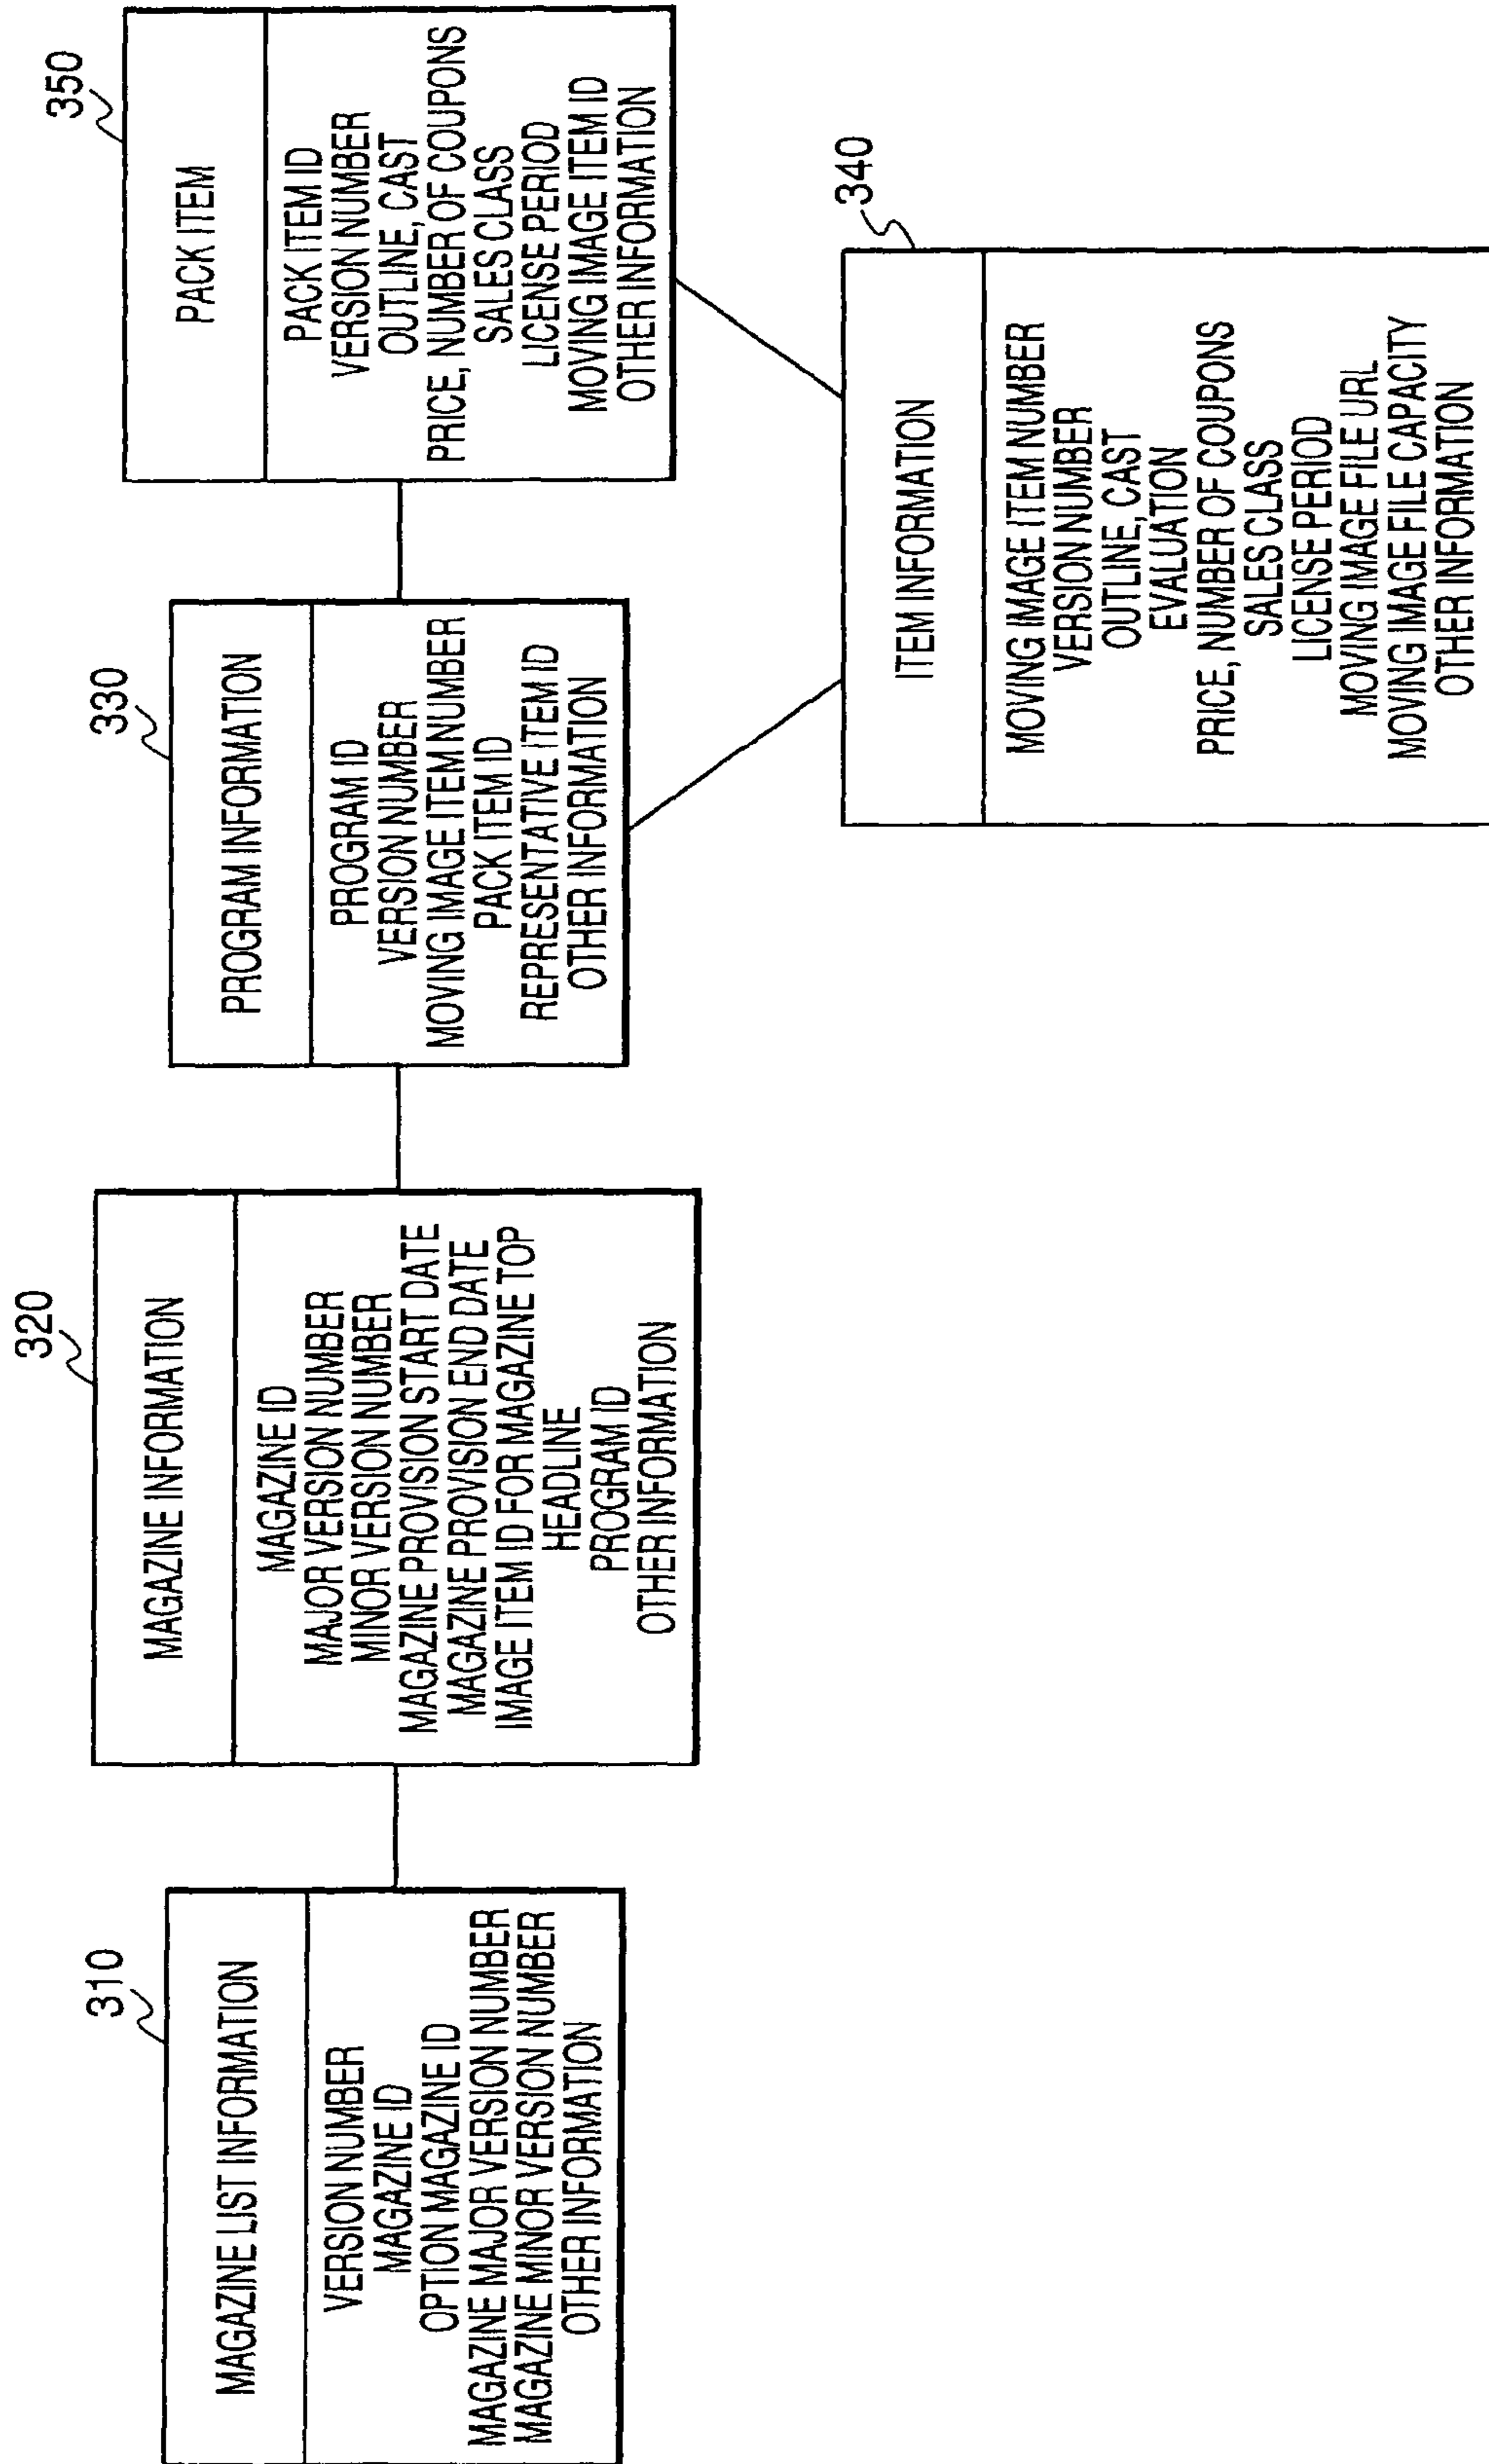 310
MAGAZINE LIST INFORMATION
VERSION NUMBER
MAGAZINE ID
OPTION MAGAZINE ID
MAGAZINE MAJOR VERSION NUMBER
MAGAZINE MINOR VERSION NUMBER
OTHER INFORMATION
320
MAGAZINE INFORMATION
MAGAZINE ID
MAJOR VERSION NUMBER
MINOR VERSION NUMBER
MAGAZINE PROVISION START DATE
MAGAZINE PROVISION END DATE
IMAGE ITEM ID FOR MAGAZINE TOP
HEADLINE
PROGRAM ID
OTHER INFORMATION
330
PROGRAM INFORMATION
PROGRAM ID
VERSION NUMBER
MOVING IMAGE ITEM NUMBER
PACK ITEM ID
REPRESENTATIVE ITEM ID
OTHER INFORMATION
350
PACK ITEM
PACK ITEM ID
VERSION NUMBER
OUTLINE, CAST
PRICE, NUMBER OF COUPONS
SALES CLASS
LICENSE PERIOD
MOVING IMAGE ITEM ID
OTHER INFORMATION
340
ITEM INFORMATION
MOVING IMAGE ITEM NUMBER
VERSION NUMBER
OUTLINE, CAST
EVALUATION
PRICE, NUMBER OF COUPONS
SALES CLASS
LICENSE PERIOD
MOVING IMAGE FILE URL
MOVING IMAGE FILE CAPACITY
OTHER INFORMATION